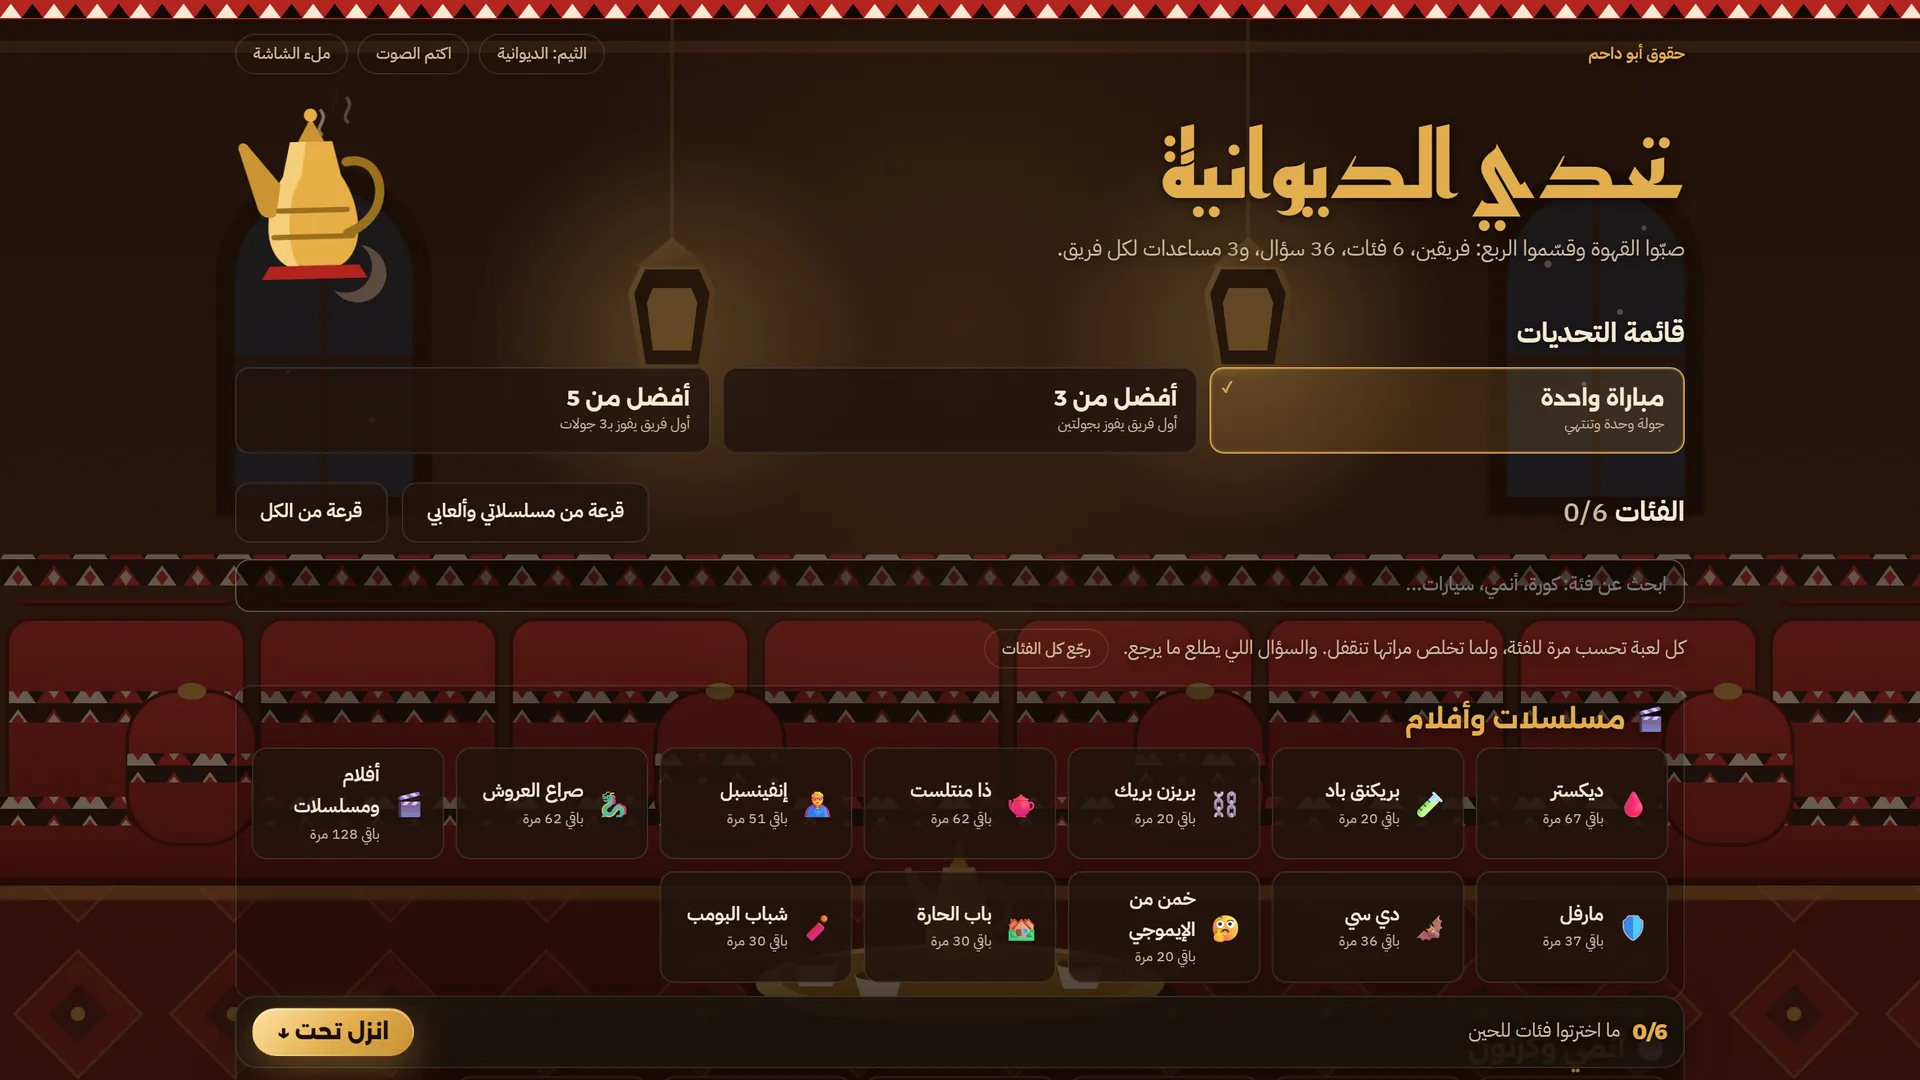 حقوق أبو داحم
الثيم: الديوانية
اكتم الصوت
ملء الشاشة
تحدي الديوانية
صبّوا القهوة وقسّموا الربع: فريقين، 6 فئات، 36 سؤال، و3 مساعدات لكل فريق.
قائمة التحديات
مباراة واحدة
جولة وحدة وتنتهي
أفضل من 3
أول فريق يفوز بجولتين
أفضل من 5
أول فريق يفوز بـ3 جولات
الفئات 0/6
قرعة من مسلسلاتي وألعابي
قرعة من الكل
ابحث عن فئة: كورة، أنمي، سيارات...
كل لعبة تحسب مرة للفئة، ولما تخلص مراتها تنقفل. والسؤال اللي يطلع ما يرجع.
رجّع كل الفئات
مسلسلات وأفلام
ديكستر
باقي 67 مرة
بريكنق باد
باقي 20 مرة
بريزن بريك
باقي 20 مرة
ذا منتلست
باقي 62 مرة
إنفينسبل
باقي 51 مرة
صراع العروش
باقي 62 مرة
أفلام
ومسلسلات
باقي 128 مرة
مارفل
باقي 37 مرة
دي سي
باقي 36 مرة
خمن من
الإيموجي
باقي 20 مرة
باب الحارة
باقي 30 مرة
شباب البومب
باقي 30 مرة
0/6 ما اخترتوا فئات للحين
انزل تحت ↓
أنمي وكرتون